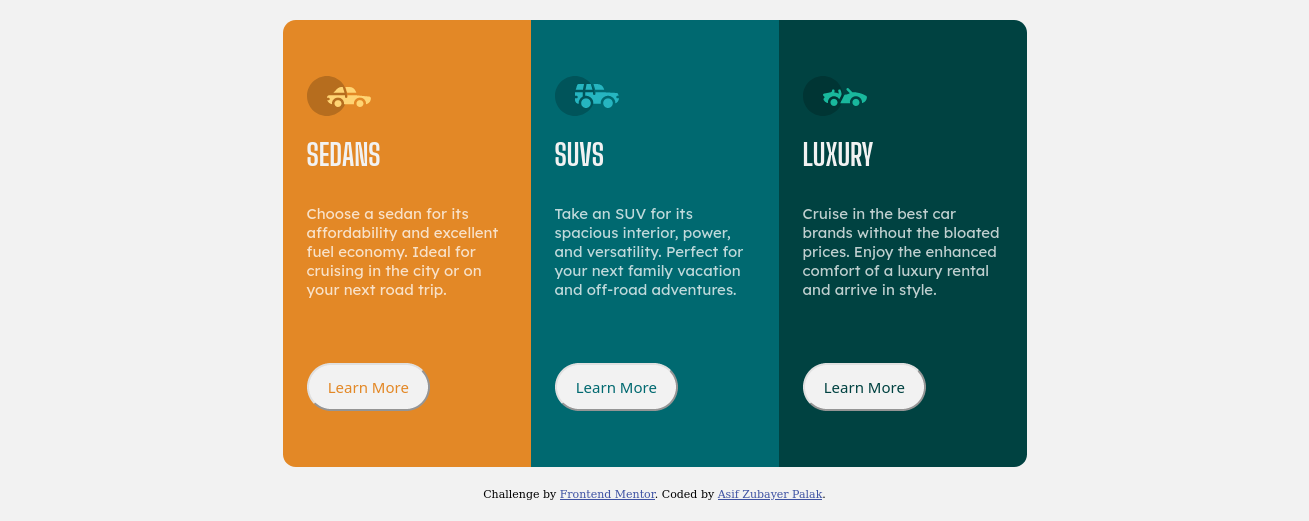 SEDANS
Choose a sedan for its
affordability and excellent
fuel economy. Ideal for
cruising in the city or on
your next road trip.
Learn More
SUVS
Take an SUV for its
spacious interior, power,
and versatility. Perfect for
your next family vacation
and off-road adventures.
Learn More
LUXURY
Cruise in the best car
brands without the bloated
prices. Enjoy the enhanced
comfort of a luxury rental
and arrive in style.
Learn More
Challenge by Frontend Mentor. Coded by Asif Zubayer Palak.